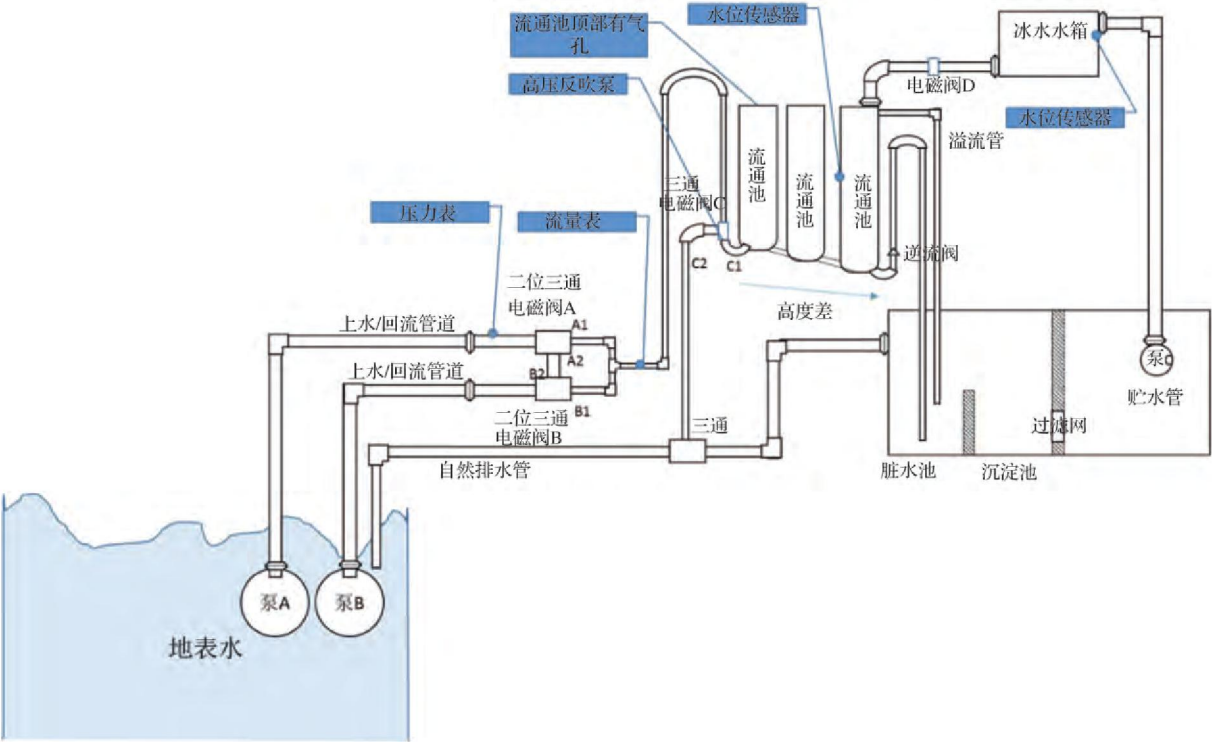 流通池顶部有气
孔
水位传感器
冰水水箱
高压反吹泵
电磁阀D
水位传感器
溢流管
流通池
流通池
流通池
三通
电磁阀C
压力表
流量表
C2
C1
逆流阀
二位三通
电磁阀A
高度差
上水/回流管道
A1
A2
上水/回流管道
B2
B1
泵C
贮水管
二位三通
电磁阀B
三通
过滤网
自然排水管
脏水池
沉淀池
泵A
泵B
地表水